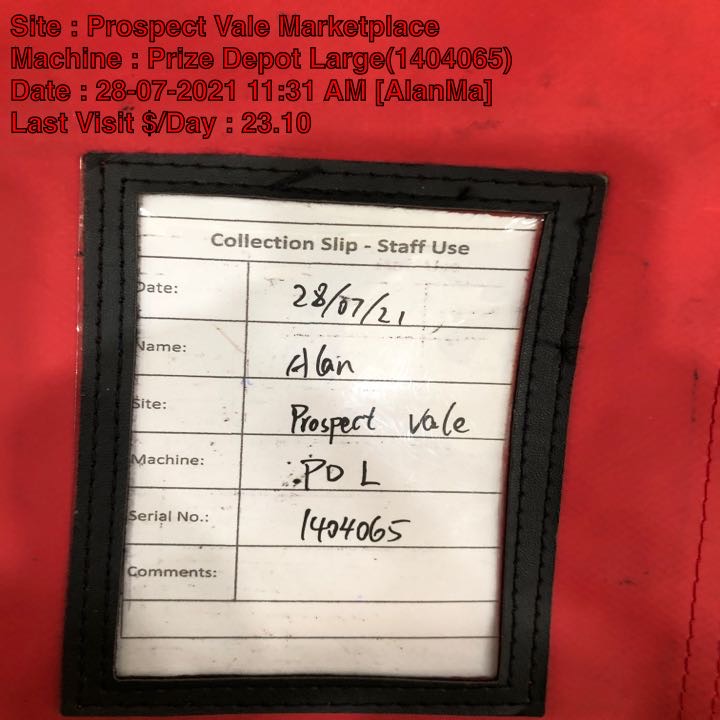 Site : Prospect Vale Marketplace
Machine : Prize Depot Large(1404065)
Date : 28-07-2021 11:31 AM [AlanMa]
Last Visit $/Day : 23.10
Collection Slip - Staff Use
Date: 28/07/21
Name: Alan
Site: Prospect Vale
Machine: PDL
Serial No.: 1404065
Comments: